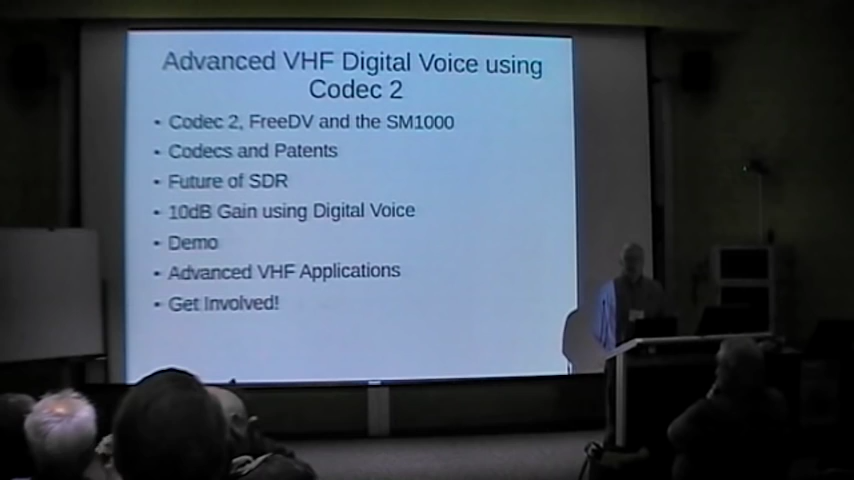 Advanced VHF Digital Voice using
Codec 2
• Codec 2, FreeDV and the SM1000
• Codecs and Patents
• Future of SDR
• 10dB Gain using Digital Voice
• Demo
• Advanced VHF Applications
• Get Involved!